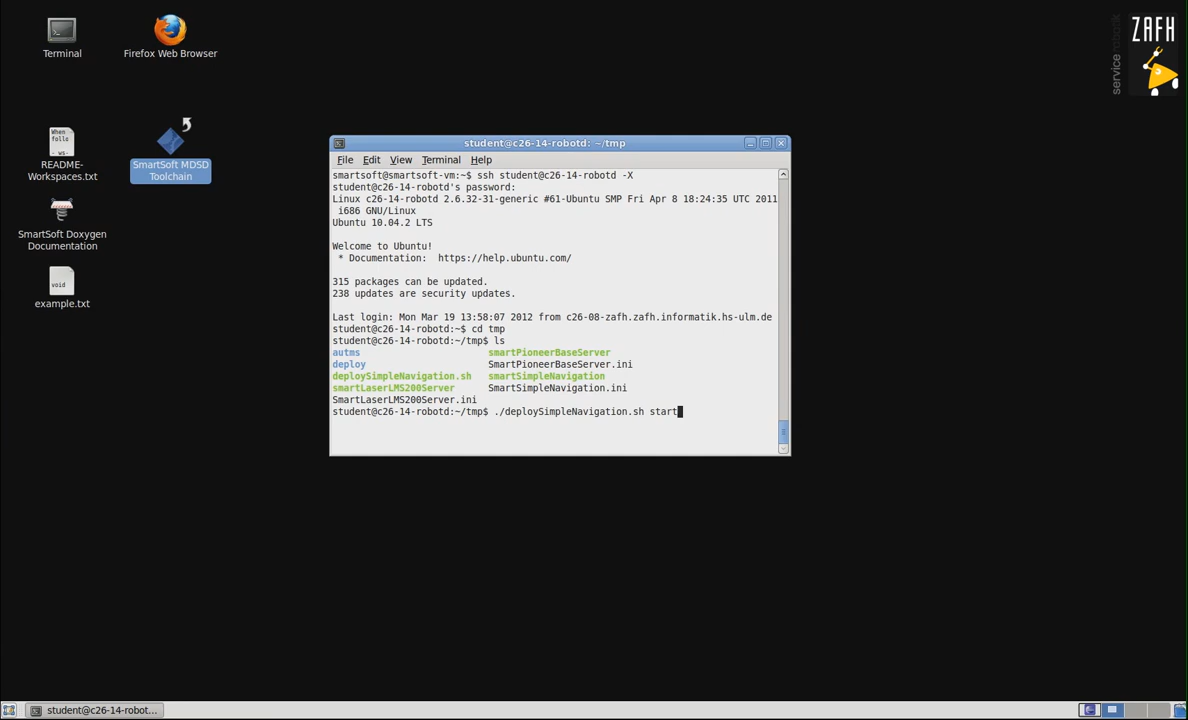 Terminal
Firefox Web Browser
When
follo
- ws-
README-
Workspaces.txt
SmartSoft MDSD
Toolchain
SmartSoft Doxygen
Documentation
void
example.txt
service robotik
ZAFH
student@c26-14-robotd: ~/tmp
File Edit View Terminal Help
smartsoft@smartsoft-vm:~$ ssh student@c26-14-robotd -X
student@c26-14-robotd's password:
Linux c26-14-robotd 2.6.32-31-generic #61-Ubuntu SMP Fri Apr 8 18:24:35 UTC 2011
i686 GNU/Linux
Ubuntu 10.04.2 LTS
Welcome to Ubuntu!
* Documentation: https://help.ubuntu.com/
315 packages can be updated.
238 updates are security updates.
Last login: Mon Mar 19 13:58:07 2012 from c26-08-zafh.zafh.informatik.hs-ulm.de
student@c26-14-robotd:~$ cd tmp
student@c26-14-robotd:~/tmp$ ls
autms smartPioneerBaseServer
deploy SmartPioneerBaseServer.ini
deploySimpleNavigation.sh smartSimpleNavigation
smartLaserLMS200Server SmartSimpleNavigation.ini
SmartLaserLMS200Server.ini
student@c26-14-robotd:~/tmp$ ./deploySimpleNavigation.sh start
student@c26-14-robot...